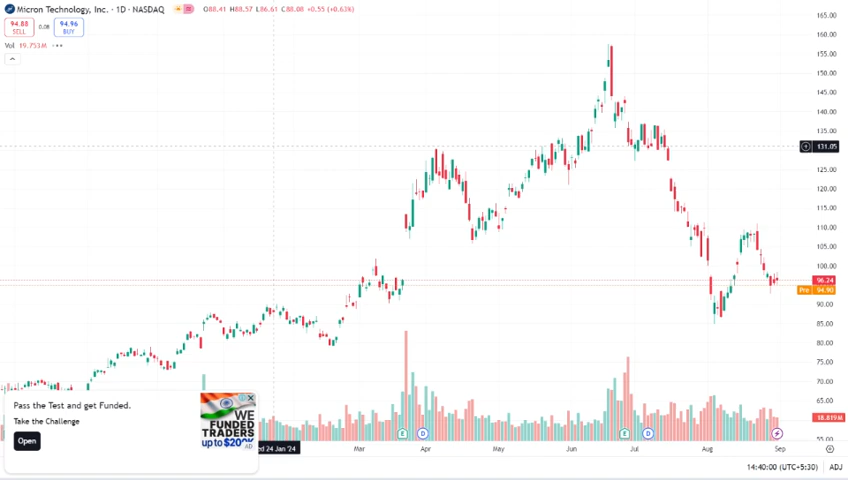 Micron Technology, Inc. · 1D · NASDAQ O88.41 H88.57 L86.61 C88.08 +0.55 (+0.63%)
94.88 SELL 0.08 94.96 BUY
Vol 19.753M
165.00
160.00
155.00
150.00
145.00
140.00
135.00
131.05
125.00
120.00
115.00
110.00
105.00
100.00
96.24
Pre 94.90
90.00
85.00
80.00
75.00
70.00
65.00
18.819M
55.00
Pass the Test and get Funded.
Take the Challenge
Open
WE
FUNDED
TRADERS
up to $200K
AD
E D E D
Wed 24 Jan '24 Mar Apr May Jun Jul Aug Sep
14:40:00 (UTC+5:30) ADJ